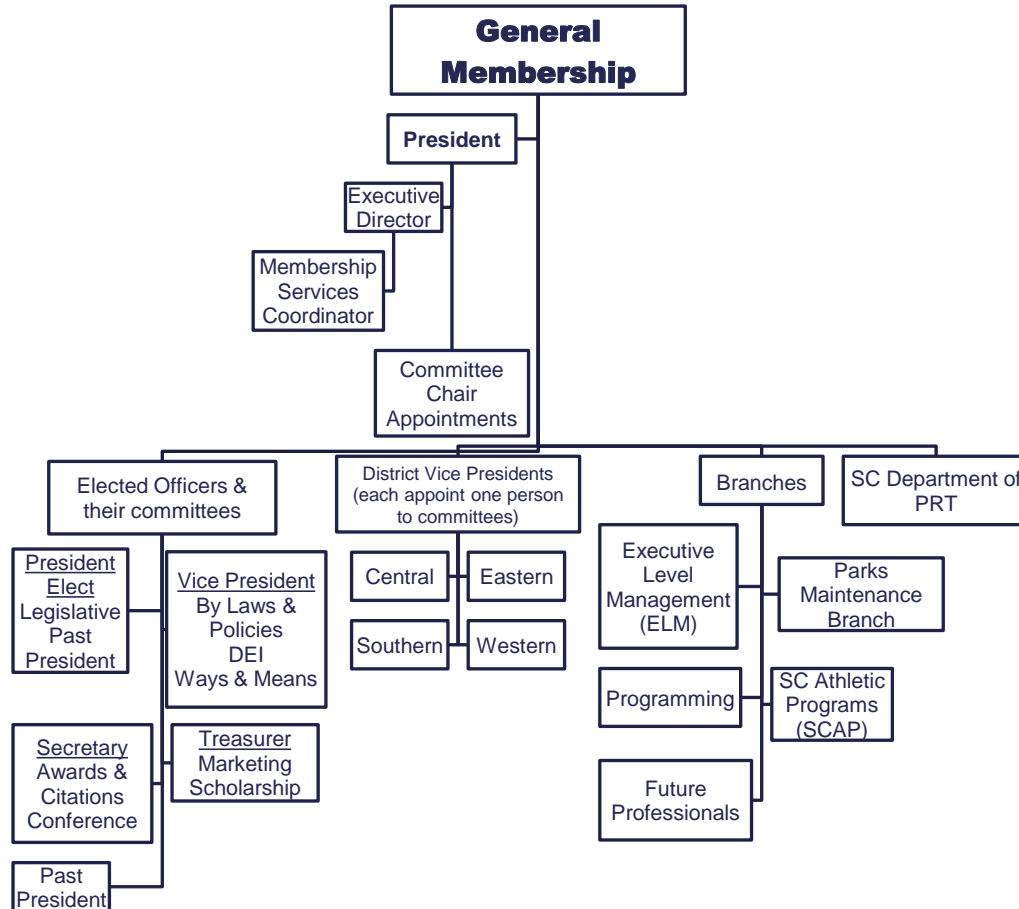 General
Membership
President
Executive
Director
Membership
Services
Coordinator
Committee
Chair
Appointments
Elected Officers &
their committees
District Vice Presidents
(each appoint one person
to committees)
Branches
SC Department of
PRT
President
Elect
Legislative
Past
President
Vice President
By Laws &
Policies
DEI
Ways & Means
Central
Eastern
Southern
Western
Executive
Level
Management
(ELM)
Parks
Maintenance
Branch
Programming
SC Athletic
Programs
(SCAP)
Secretary
Awards &
Citations
Conference
Treasurer
Marketing
Scholarship
Future
Professionals
Past
President